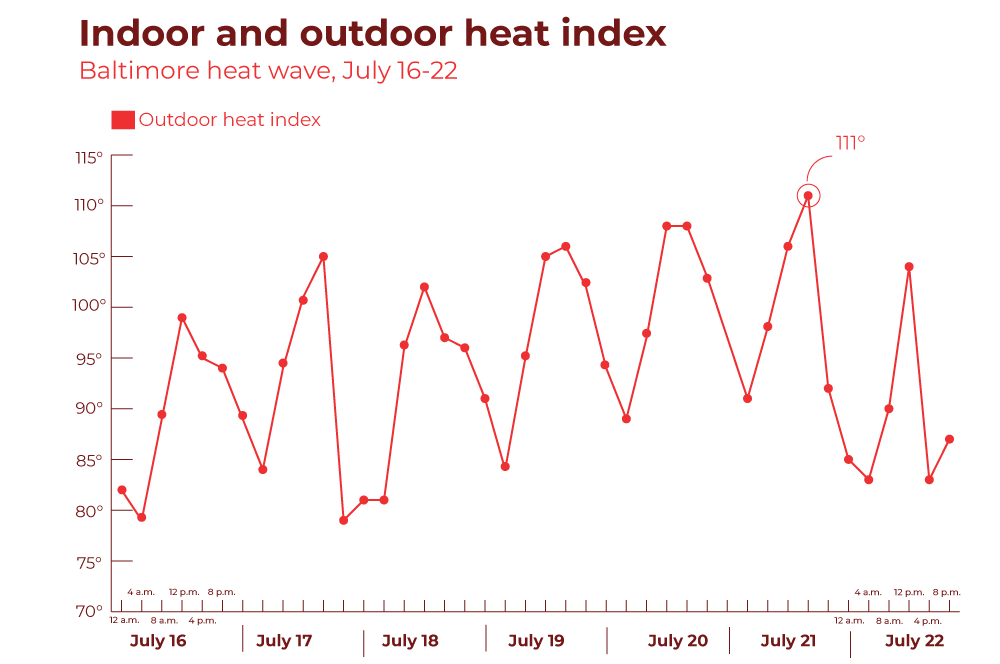 Indoor and outdoor heat index
Baltimore heat wave, July 16-22
Outdoor heat index
111°
115°
110°
105°
100°
95°
90°
85°
80°
75°
70°
4 a.m. 12 p.m. 8 p.m. 4 a.m. 12 p.m. 8 p.m.
12 a.m. 8 a.m. 4 p.m. 12 a.m. 8 a.m. 4 p.m.
July 16 July 17 July 18 July 19 July 20 July 21 July 22